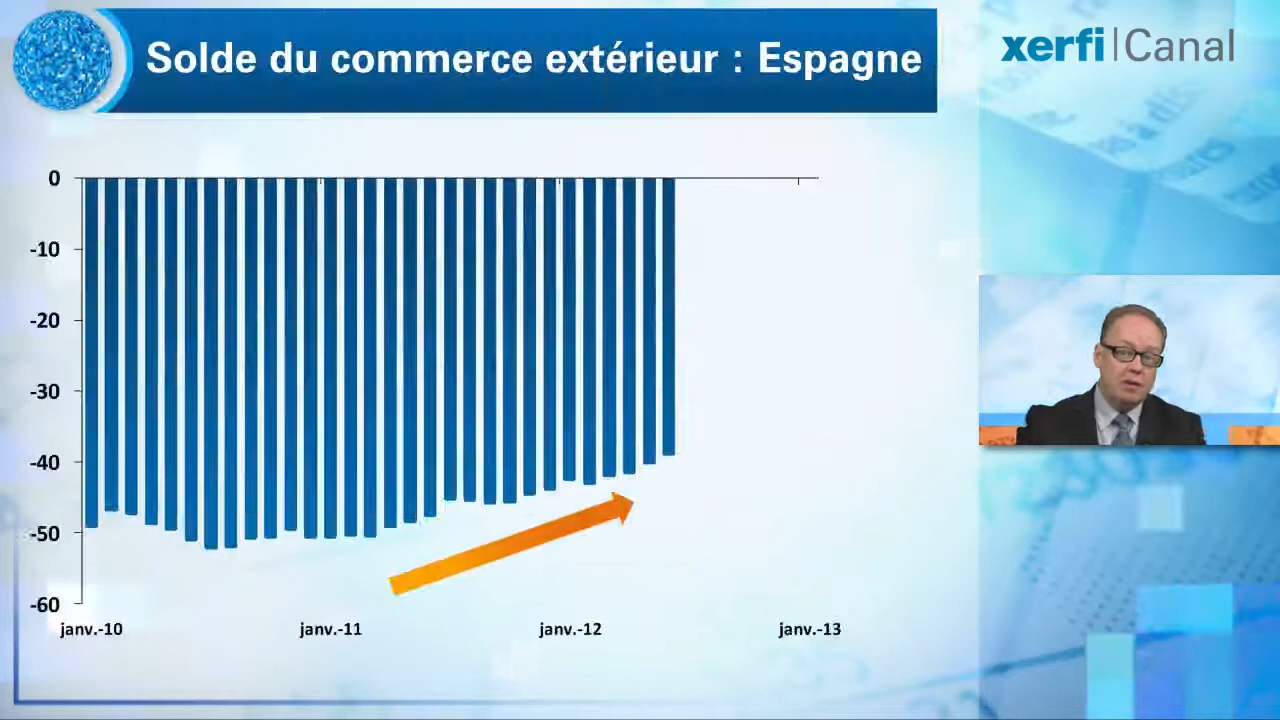 Solde du commerce extérieur : Espagne
xerfi|Canal
0
-10
-20
-30
-40
-50
-60
janv.-10 janv.-11 janv.-12 janv.-13